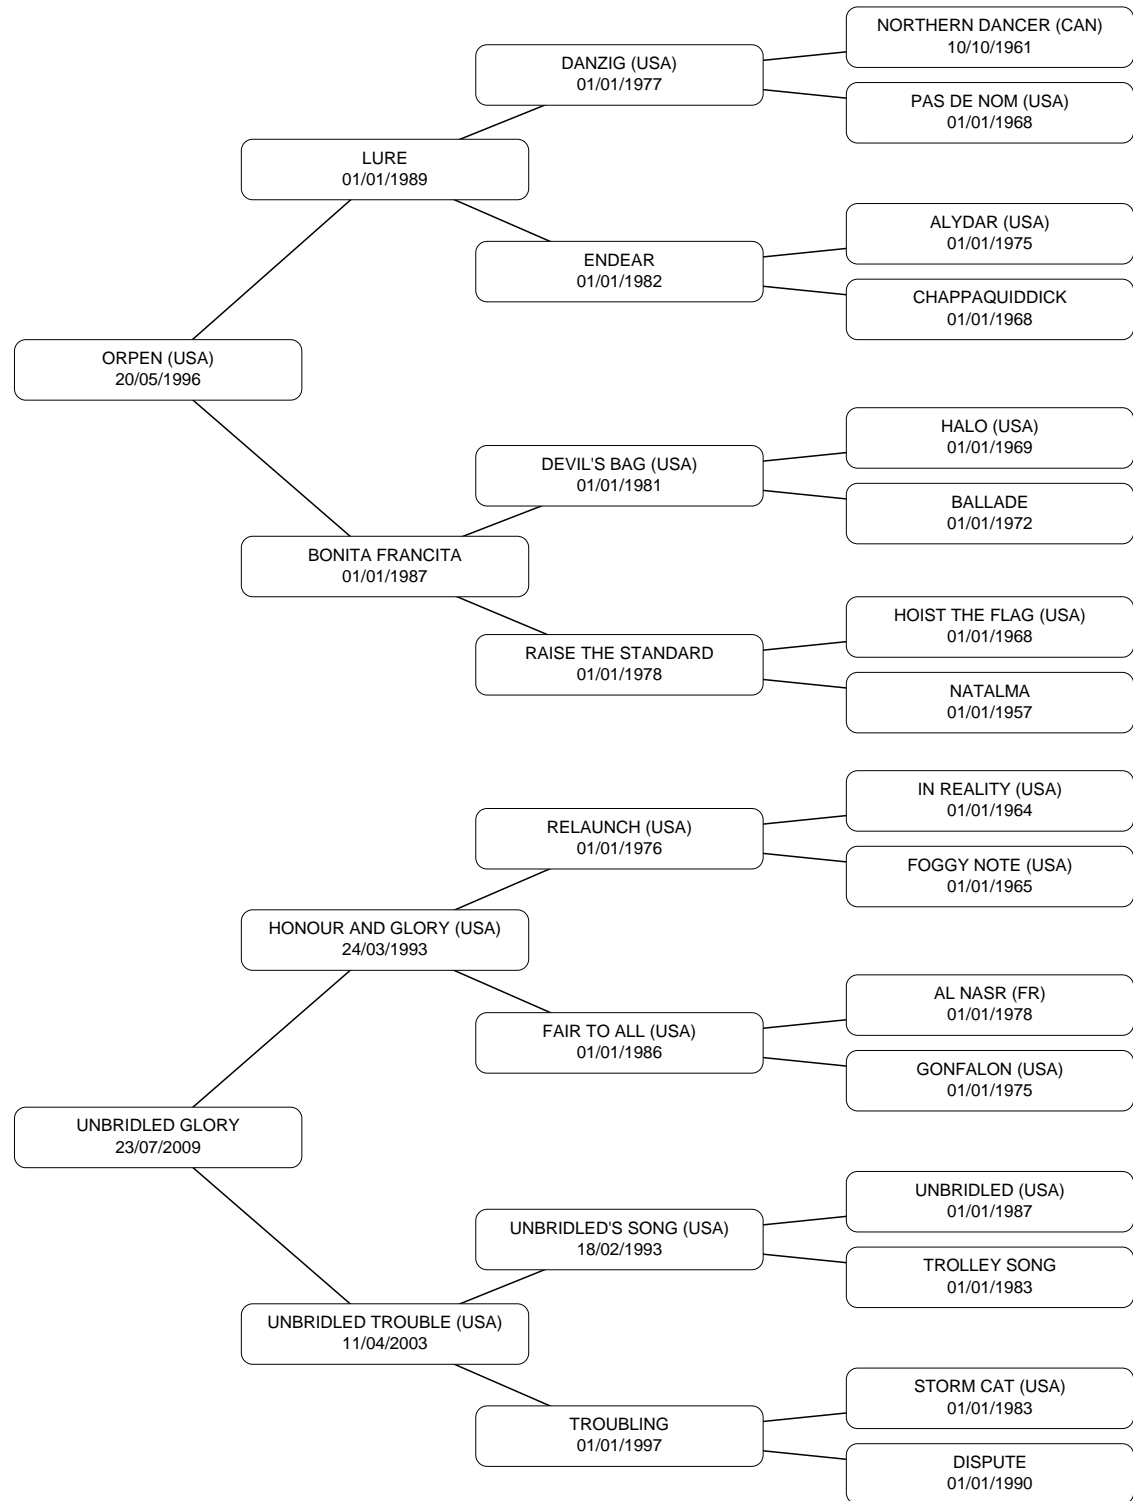 NORTHERN DANCER (CAN)
10/10/1961
DANZIG (USA)
01/01/1977
PAS DE NOM (USA)
01/01/1968
LURE
01/01/1989
ALYDAR (USA)
01/01/1975
ENDEAR
01/01/1982
CHAPPAQUIDDICK
01/01/1968
ORPEN (USA)
20/05/1996
HALO (USA)
01/01/1969
DEVIL'S BAG (USA)
01/01/1981
BALLADE
01/01/1972
BONITA FRANCITA
01/01/1987
HOIST THE FLAG (USA)
01/01/1968
RAISE THE STANDARD
01/01/1978
NATALMA
01/01/1957
IN REALITY (USA)
01/01/1964
RELAUNCH (USA)
01/01/1976
FOGGY NOTE (USA)
01/01/1965
HONOUR AND GLORY (USA)
24/03/1993
AL NASR (FR)
01/01/1978
FAIR TO ALL (USA)
01/01/1986
GONFALON (USA)
01/01/1975
UNBRIDLED GLORY
23/07/2009
UNBRIDLED (USA)
01/01/1987
UNBRIDLED'S SONG (USA)
18/02/1993
TROLLEY SONG
01/01/1983
UNBRIDLED TROUBLE (USA)
11/04/2003
STORM CAT (USA)
01/01/1983
TROUBLING
01/01/1997
DISPUTE
01/01/1990